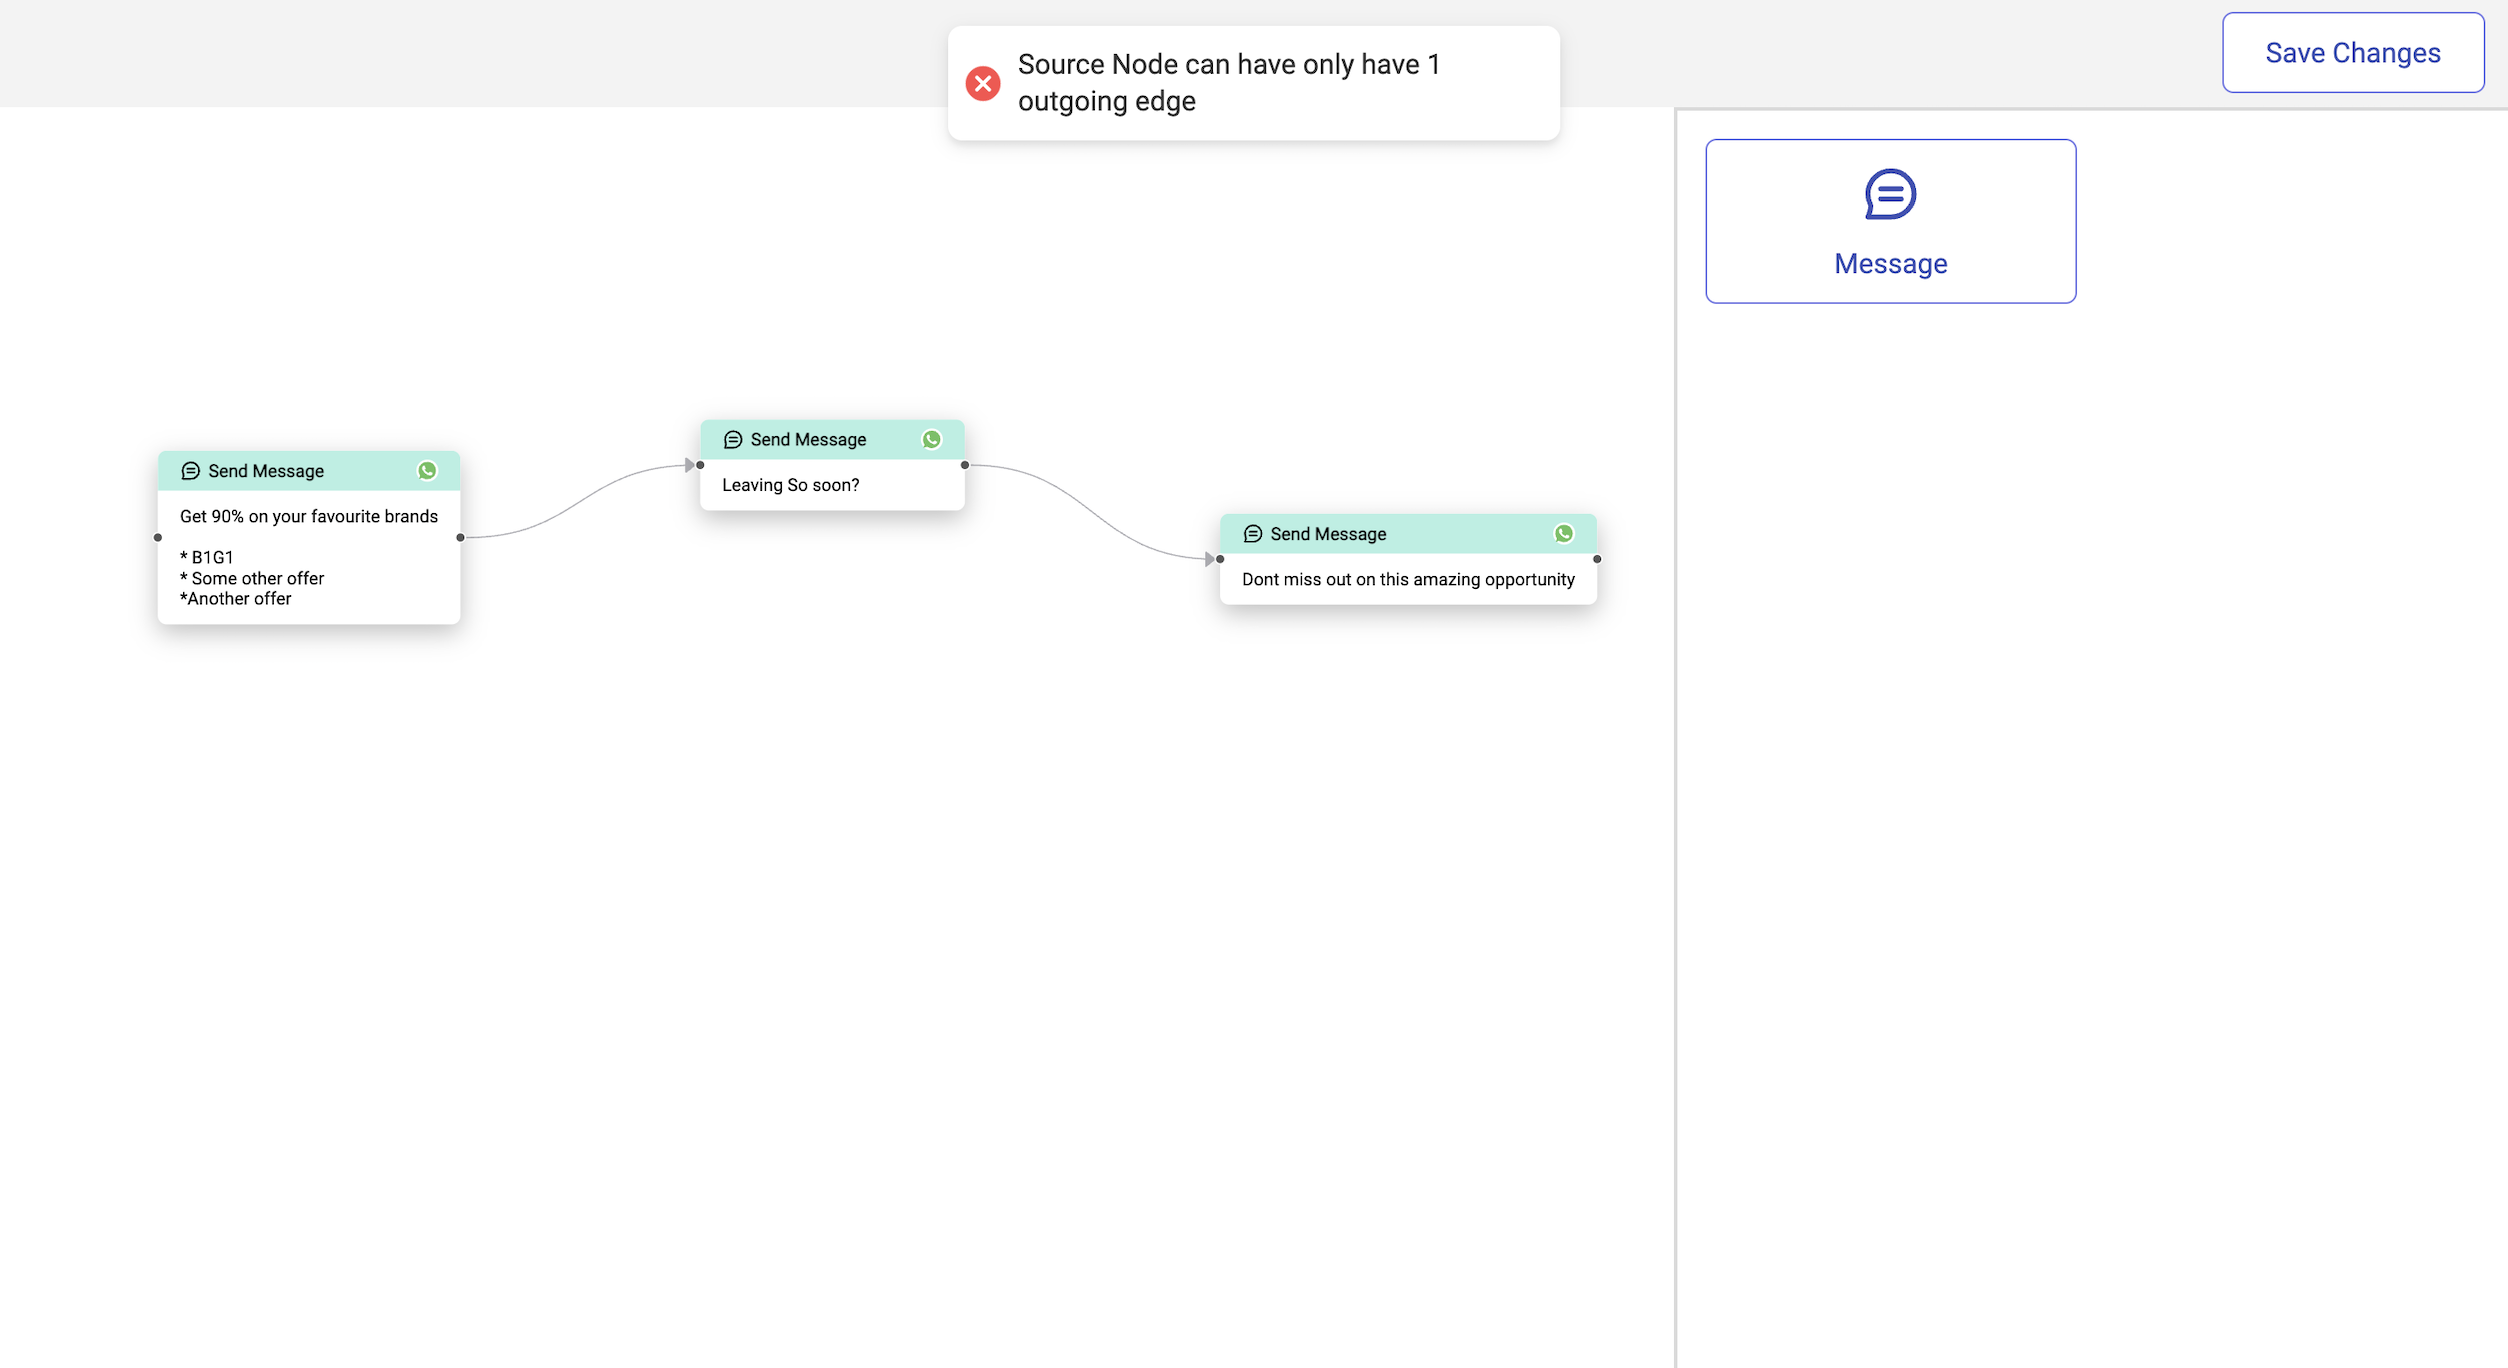 Source Node can have only have 1
outgoing edge
Save Changes
Message
Send Message
Leaving So soon?
Send Message
Get 90% on your favourite brands
* B1G1
* Some other offer
*Another offer
Send Message
Dont miss out on this amazing opportunity